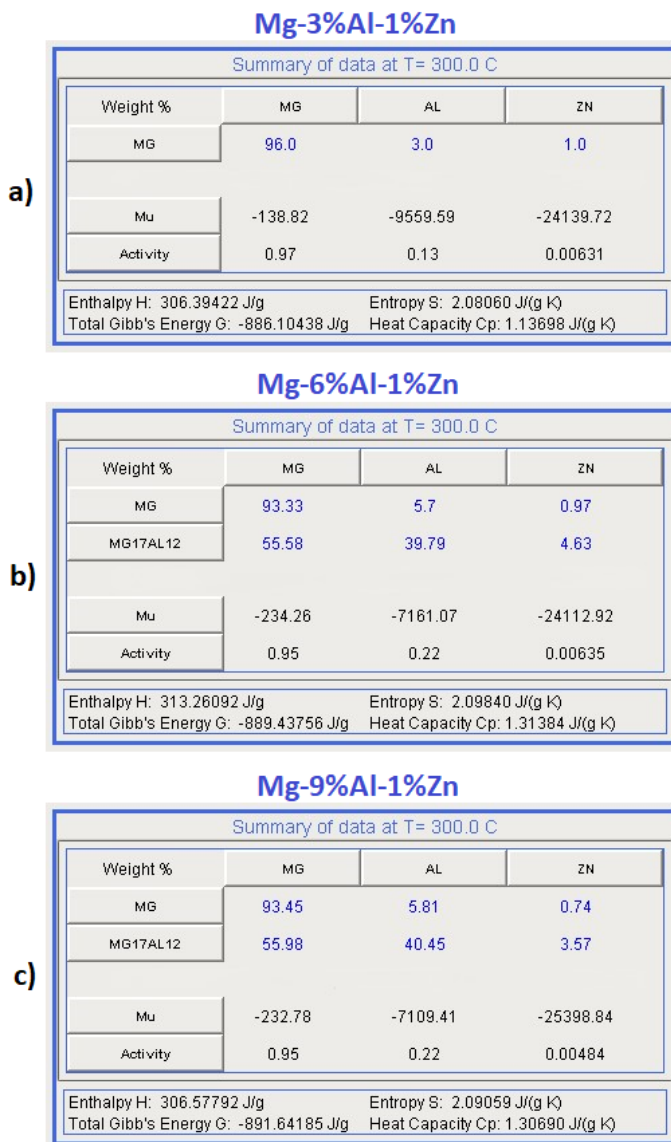 Mg-3%Al-1%Zn
Summary of data at T= 300.0 C
Weight % MG AL ZN
MG 96.0 3.0 1.0
a)
Mu -138.82 -9559.59 -24139.72
Activity 0.97 0.13 0.00631
Enthalpy H: 306.39422 J/g Entropy S: 2.08060 J/(g K)
Total Gibb's Energy G: -886.10438 J/g Heat Capacity Cp: 1.13698 J/(g K)
Mg-6%Al-1%Zn
Summary of data at T= 300.0 C
Weight % MG AL ZN
MG 93.33 5.7 0.97
MG17AL12 55.58 39.79 4.63
b)
Mu -234.26 -7161.07 -24112.92
Activity 0.95 0.22 0.00635
Enthalpy H: 313.26092 J/g Entropy S: 2.09840 J/(g K)
Total Gibb's Energy G: -889.43756 J/g Heat Capacity Cp: 1.31384 J/(g K)
Mg-9%Al-1%Zn
Summary of data at T= 300.0 C
Weight % MG AL ZN
MG 93.45 5.81 0.74
MG17AL12 55.98 40.45 3.57
c)
Mu -232.78 -7109.41 -25398.84
Activity 0.95 0.22 0.00484
Enthalpy H: 306.57792 J/g Entropy S: 2.09059 J/(g K)
Total Gibb's Energy G: -891.64185 J/g Heat Capacity Cp: 1.30690 J/(g K)